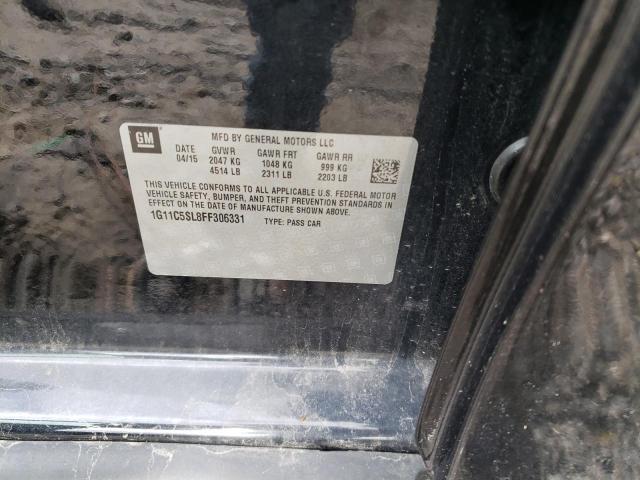 GM
MFD BY GENERAL MOTORS LLC
DATE GVWR GAWR FRT GAWR RR
04/15 2047 KG 1048 KG 999 KG
4514 LB 2311 LB 2203 LB
THIS VEHICLE CONFORMS TO ALL APPLICABLE U.S. FEDERAL MOTOR
VEHICLE SAFETY, BUMPER, AND THEFT PREVENTION STANDARDS IN
EFFECT ON THE DATE OF MANUFACTURE SHOWN ABOVE.
1G11C5SL8FF306331 TYPE: PASS CAR